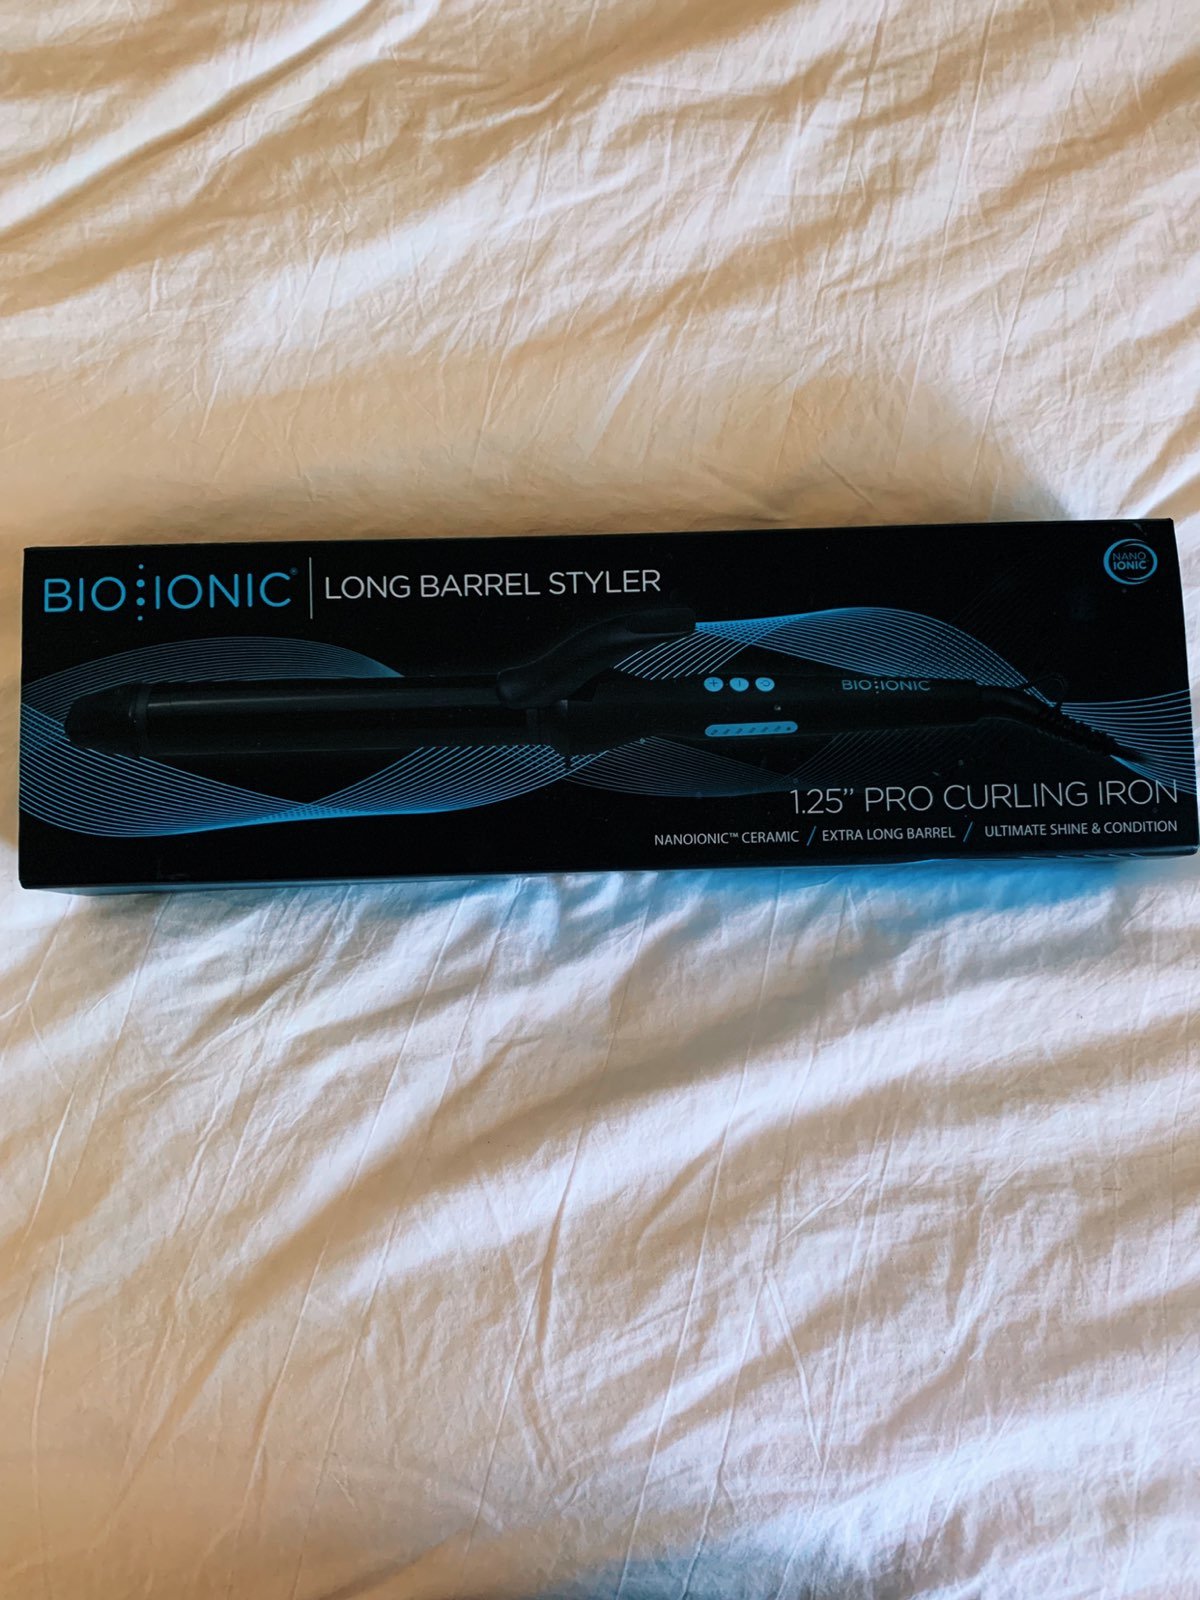 BIO IONIC® | LONG BARREL STYLER
NANO
IONIC
BIO IONIC
1.25” PRO CURLING IRON
NANOIONIC™ CERAMIC / EXTRA LONG BARREL / ULTIMATE SHINE & CONDITION